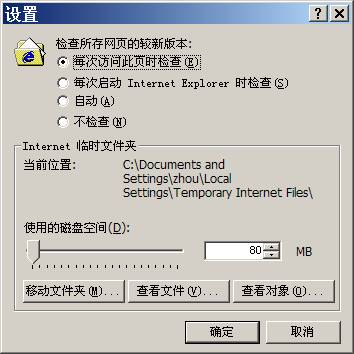 设置
检查所存网页的较新版本:
每次访问此页时检查(E)
每次启动 Internet Explorer 时检查(S)
自动(A)
不检查(N)
Internet 临时文件夹
当前位置:
C:\Documents and
Settings\zhou\Local
Settings\Temporary Internet Files\
使用的磁盘空间(D):
80 MB
移动文件夹(M)... 查看文件(V)... 查看对象(O)...
确定 取消